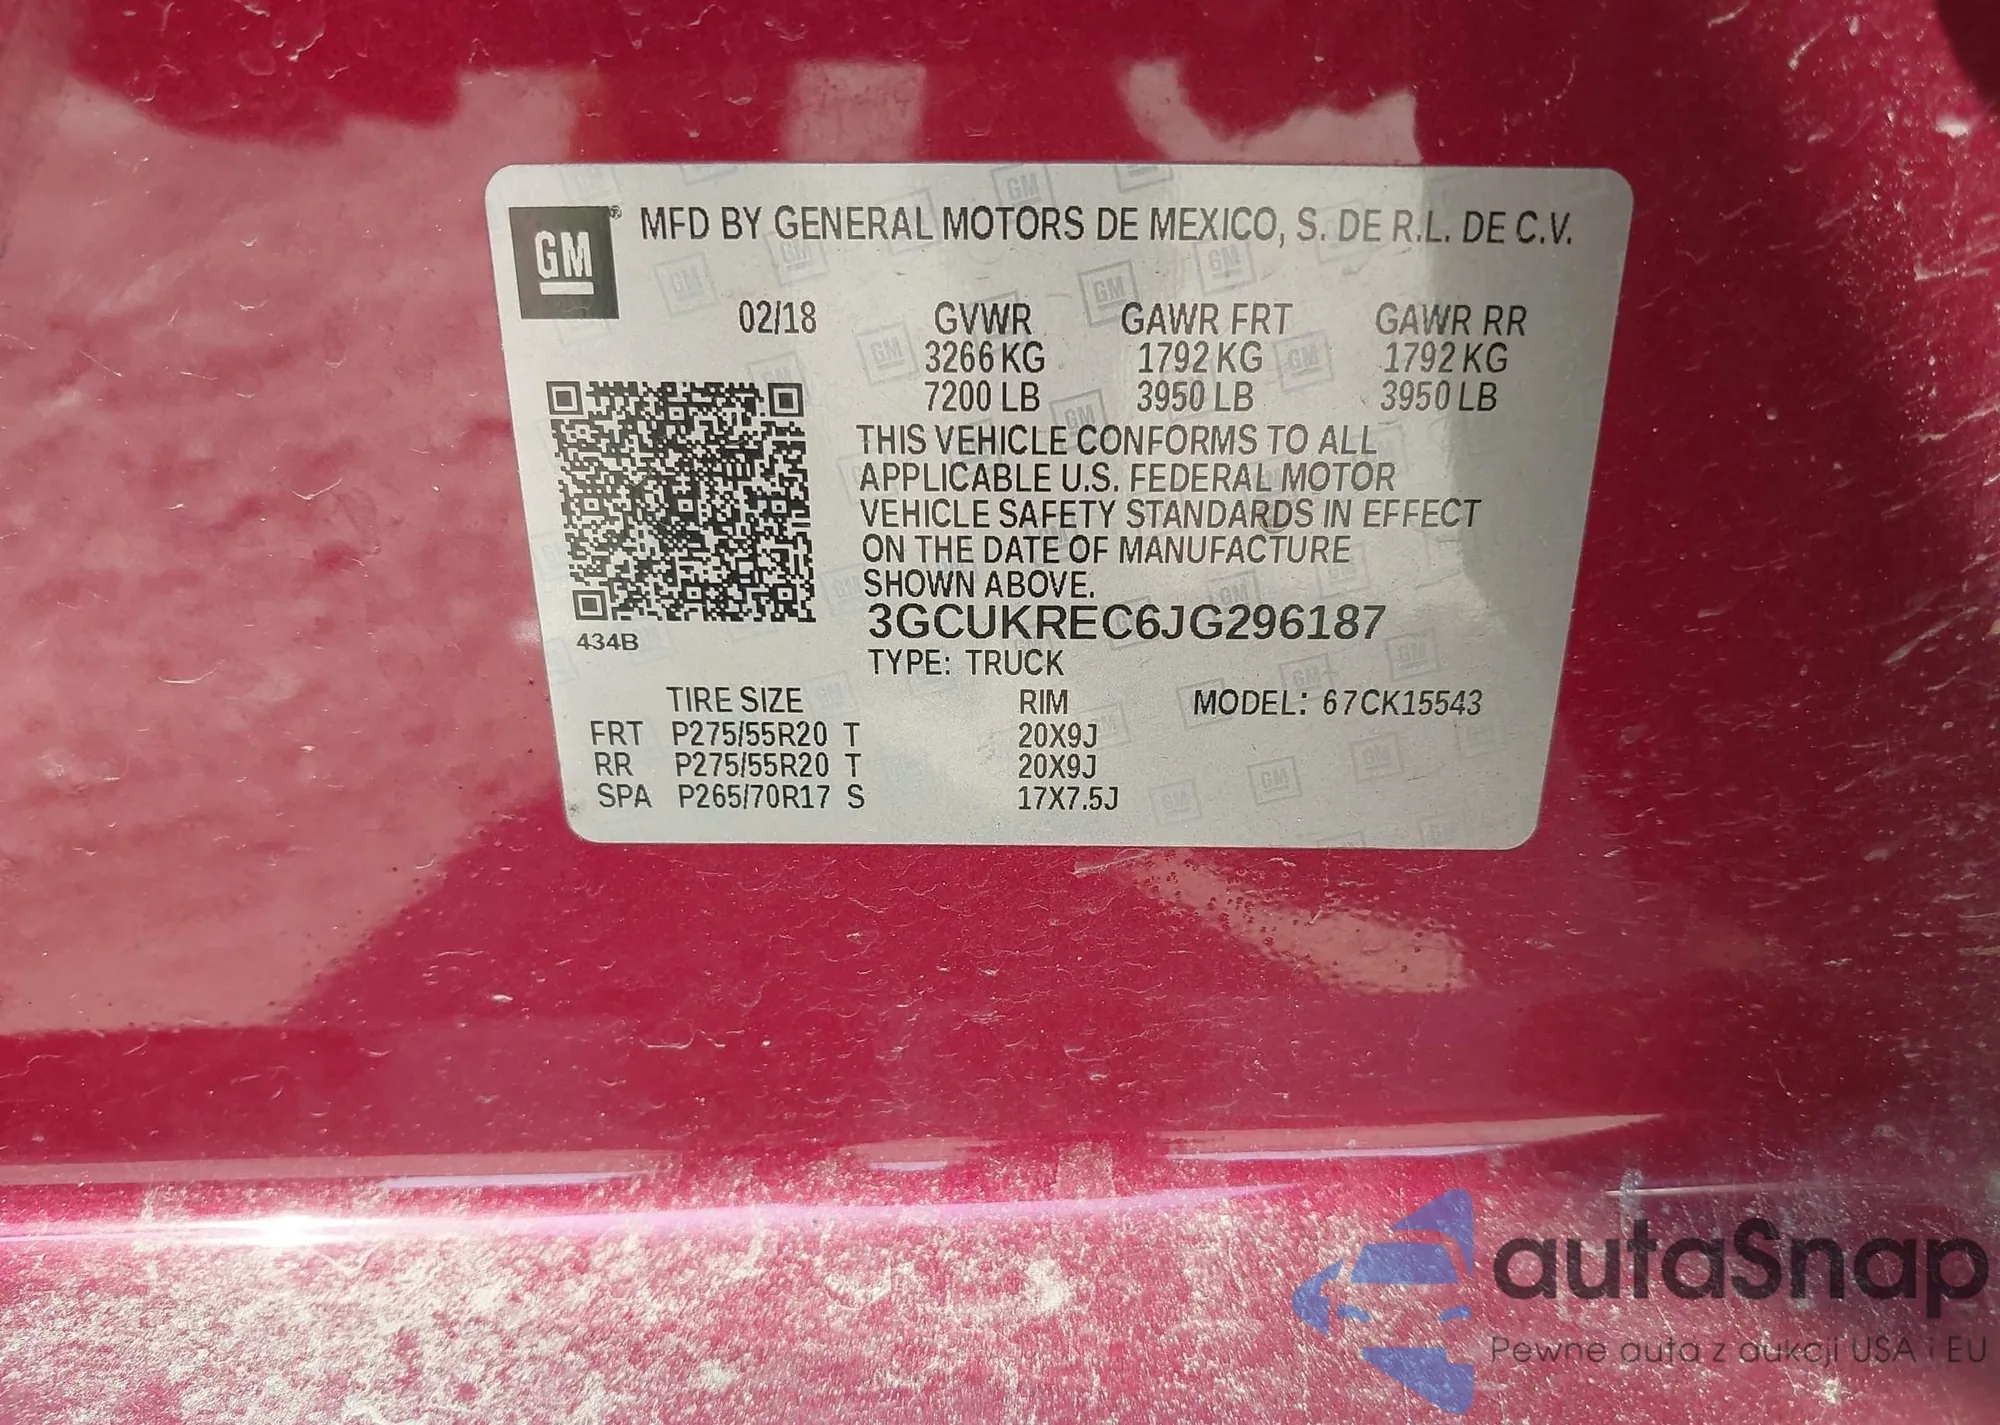 GM® MFD BY GENERAL MOTORS DE MEXICO, S. DE R.L. DE C.V.
02/18 GVWR GAWR FRT GAWR RR
3266 KG 1792 KG 1792 KG
7200 LB 3950 LB 3950 LB
THIS VEHICLE CONFORMS TO ALL
APPLICABLE U.S. FEDERAL MOTOR
VEHICLE SAFETY STANDARDS IN EFFECT
ON THE DATE OF MANUFACTURE
SHOWN ABOVE.
3GCUKREC6JG296187
434B
TYPE: TRUCK
TIRE SIZE RIM MODEL: 67CK15543
FRT P275/55R20 T 20X9J
RR P275/55R20 T 20X9J
SPA P265/70R17 S 17X7.5J
autaSnap
Pewne auta z aukcji USA i EU